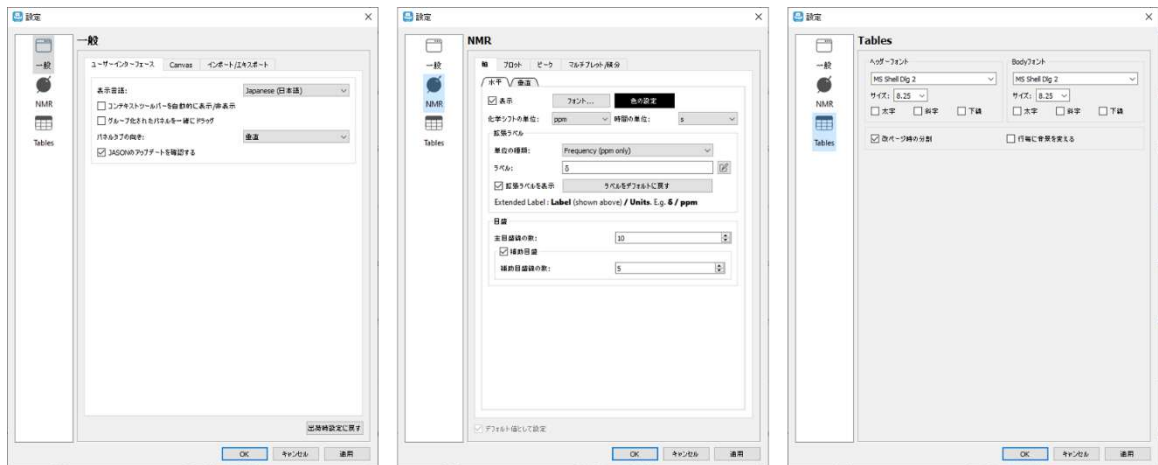 設定
一般
一般
NMR
Tables
ユーザーインターフェース Canvas インポート/エキスポート
表示言語: Japanese (日本語)
コンテキストツールバーを自動的に表示/非表示
グループ化されたパネルを一緒にドラッグ
パネルタブの向き: 垂直
JASONのアップデートを確認する
出荷時設定に戻す
OK キャンセル 適用
設定
NMR
一般
NMR
Tables
軸 プロット ピーク マルチプレット/積分
水平 垂直
表示 フォント... 色の設定
化学シフトの単位: ppm 時間の単位: s
拡張ラベル
単位の種類: Frequency (ppm only)
ラベル: δ
拡張ラベルを表示 ラベルをデフォルトに戻す
Extended Label : Label (shown above) / Units. E.g. δ / ppm
目盛
主目盛線の数: 10
補助目盛
補助目盛線の数: 5
デフォルト値として設定
OK キャンセル 適用
設定
Tables
一般
NMR
Tables
ヘッダーフォント Bodyフォント
MS Shell Dlg 2 MS Shell Dlg 2
サイズ: 8.25 サイズ: 8.25
太字 斜字 下線 太字 斜字 下線
改ページ時の分割 行毎に背景を変える
OK キャンセル 適用